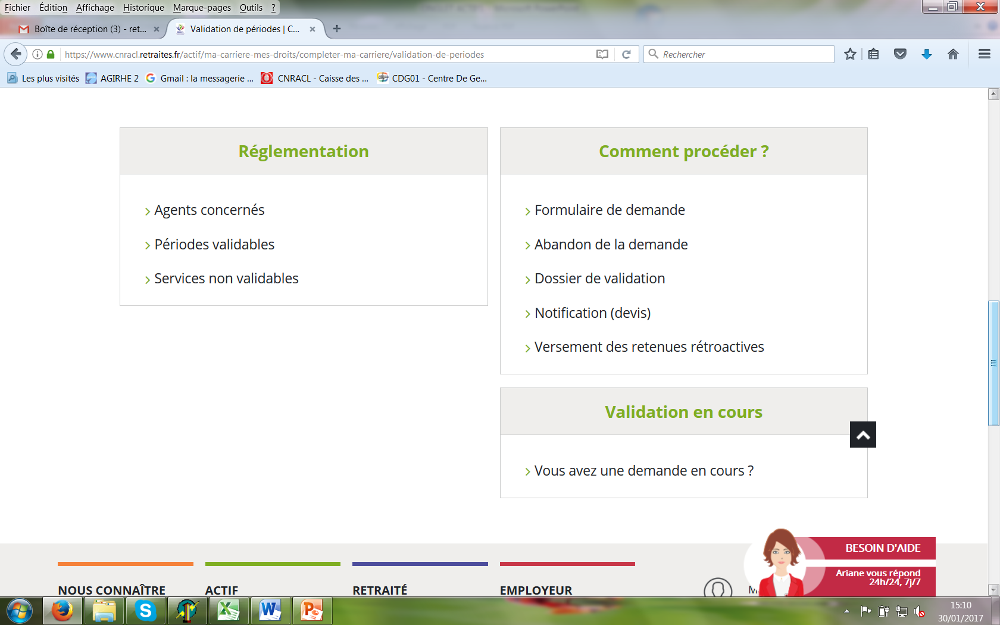 Fichier Édition Affichage Historique Marque-pages Outils ?
Boîte de réception (3) - ret... × Validation de périodes | C... ×
https://www.cnracl.retraites.fr/actif/ma-carriere-mes-droits/completer-ma-carriere/validation-de-periodes
Rechercher
Les plus visités AGIRHE 2 Gmail : la messagerie ... CNRACL - Caisse des ... CDG01 - Centre De Ge...
Réglementation
Agents concernés
Périodes validables
Services non validables
Comment procéder ?
Formulaire de demande
Abandon de la demande
Dossier de validation
Notification (devis)
Versement des retenues rétroactives
Validation en cours
Vous avez une demande en cours ?
BESOIN D'AIDE
Ariane vous répond
24h/24, 7j/7
NOUS CONNAÎTRE ACTIF RETRAITÉ EMPLOYEUR
15:10
30/01/2017